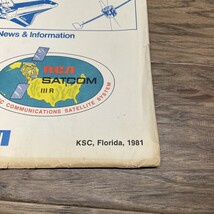 News & Information
RCA
SATCOM
III R
C COMMUNICATIONS SATELLITE SYSTEM
KSC, Florida, 1981